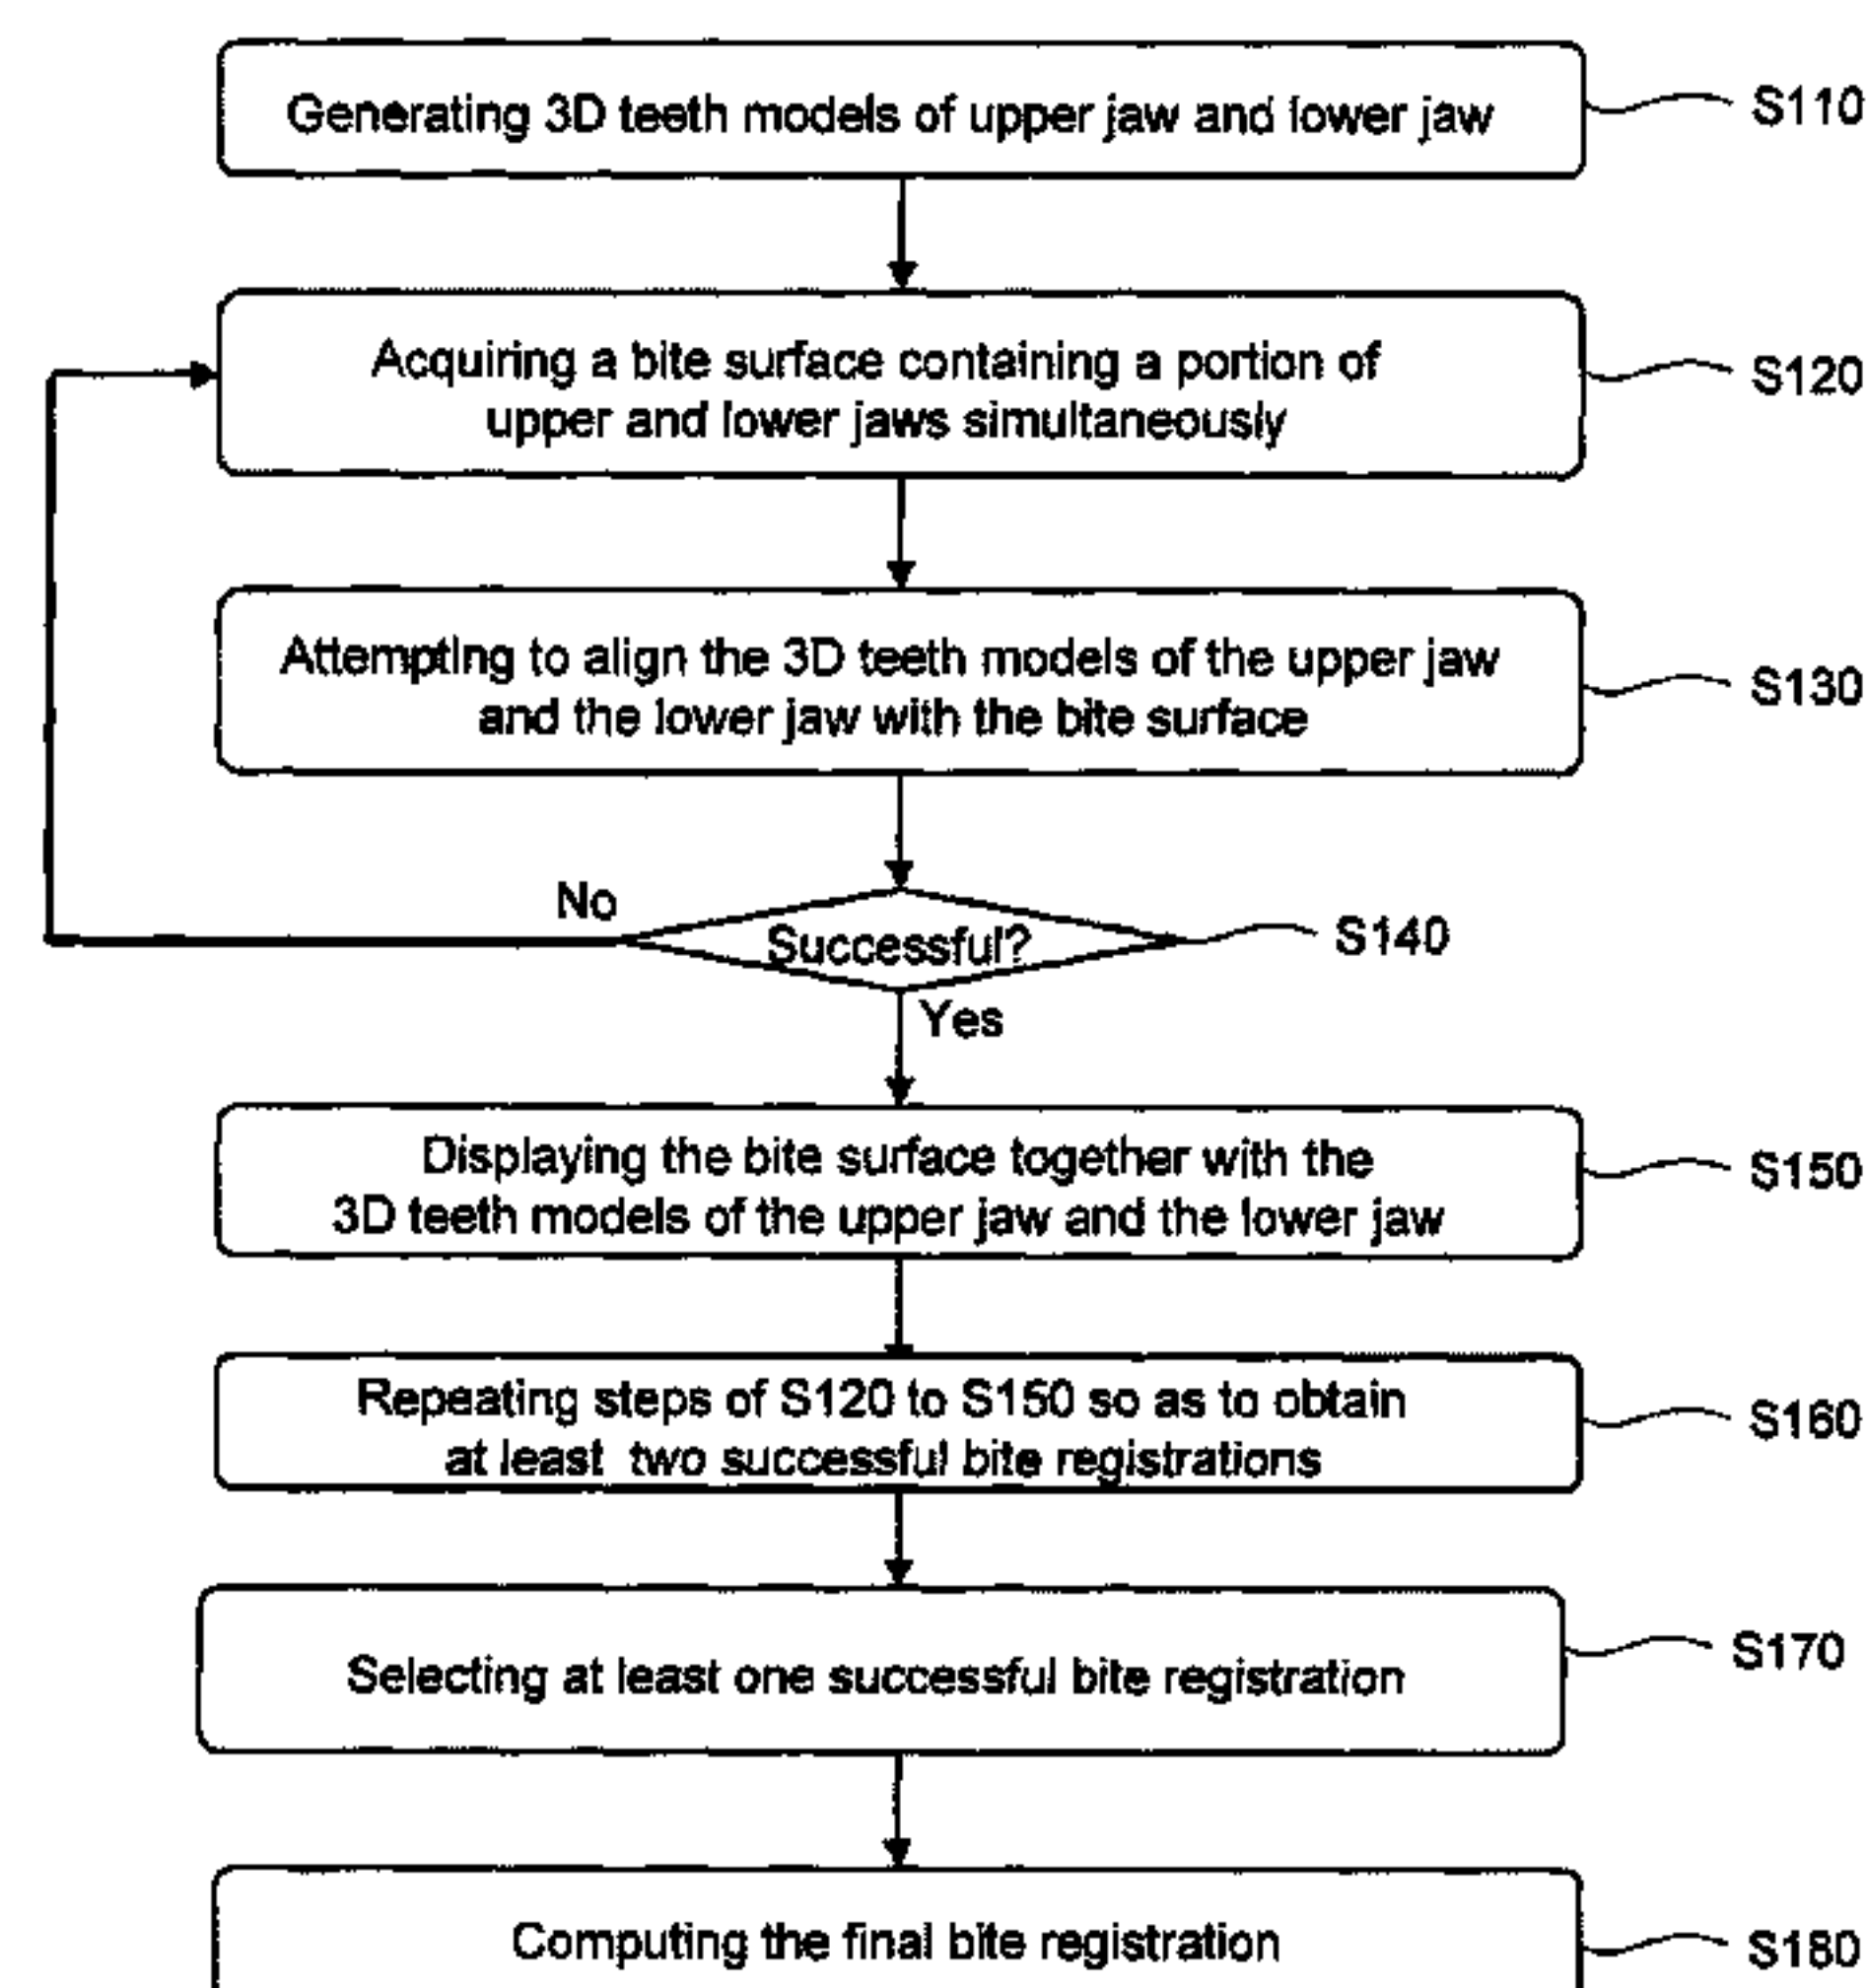 Generating 3D teeth models of upper jaw and lower jaw
S110
Acquiring a bite surface containing a portion of
upper and lower jaws simultaneously
S120
Attempting to align the 3D teeth models of the upper jaw
and the lower jaw with the bite surface
S130
No
Successful?
S140
Yes
Displaying the bite surface together with the
3D teeth models of the upper jaw and the lower jaw
S150
Repeating steps of S120 to S150 so as to obtain
at least two successful bite registrations
S160
Selecting at least one successful bite registration
S170
Computing the final bite registration
S180